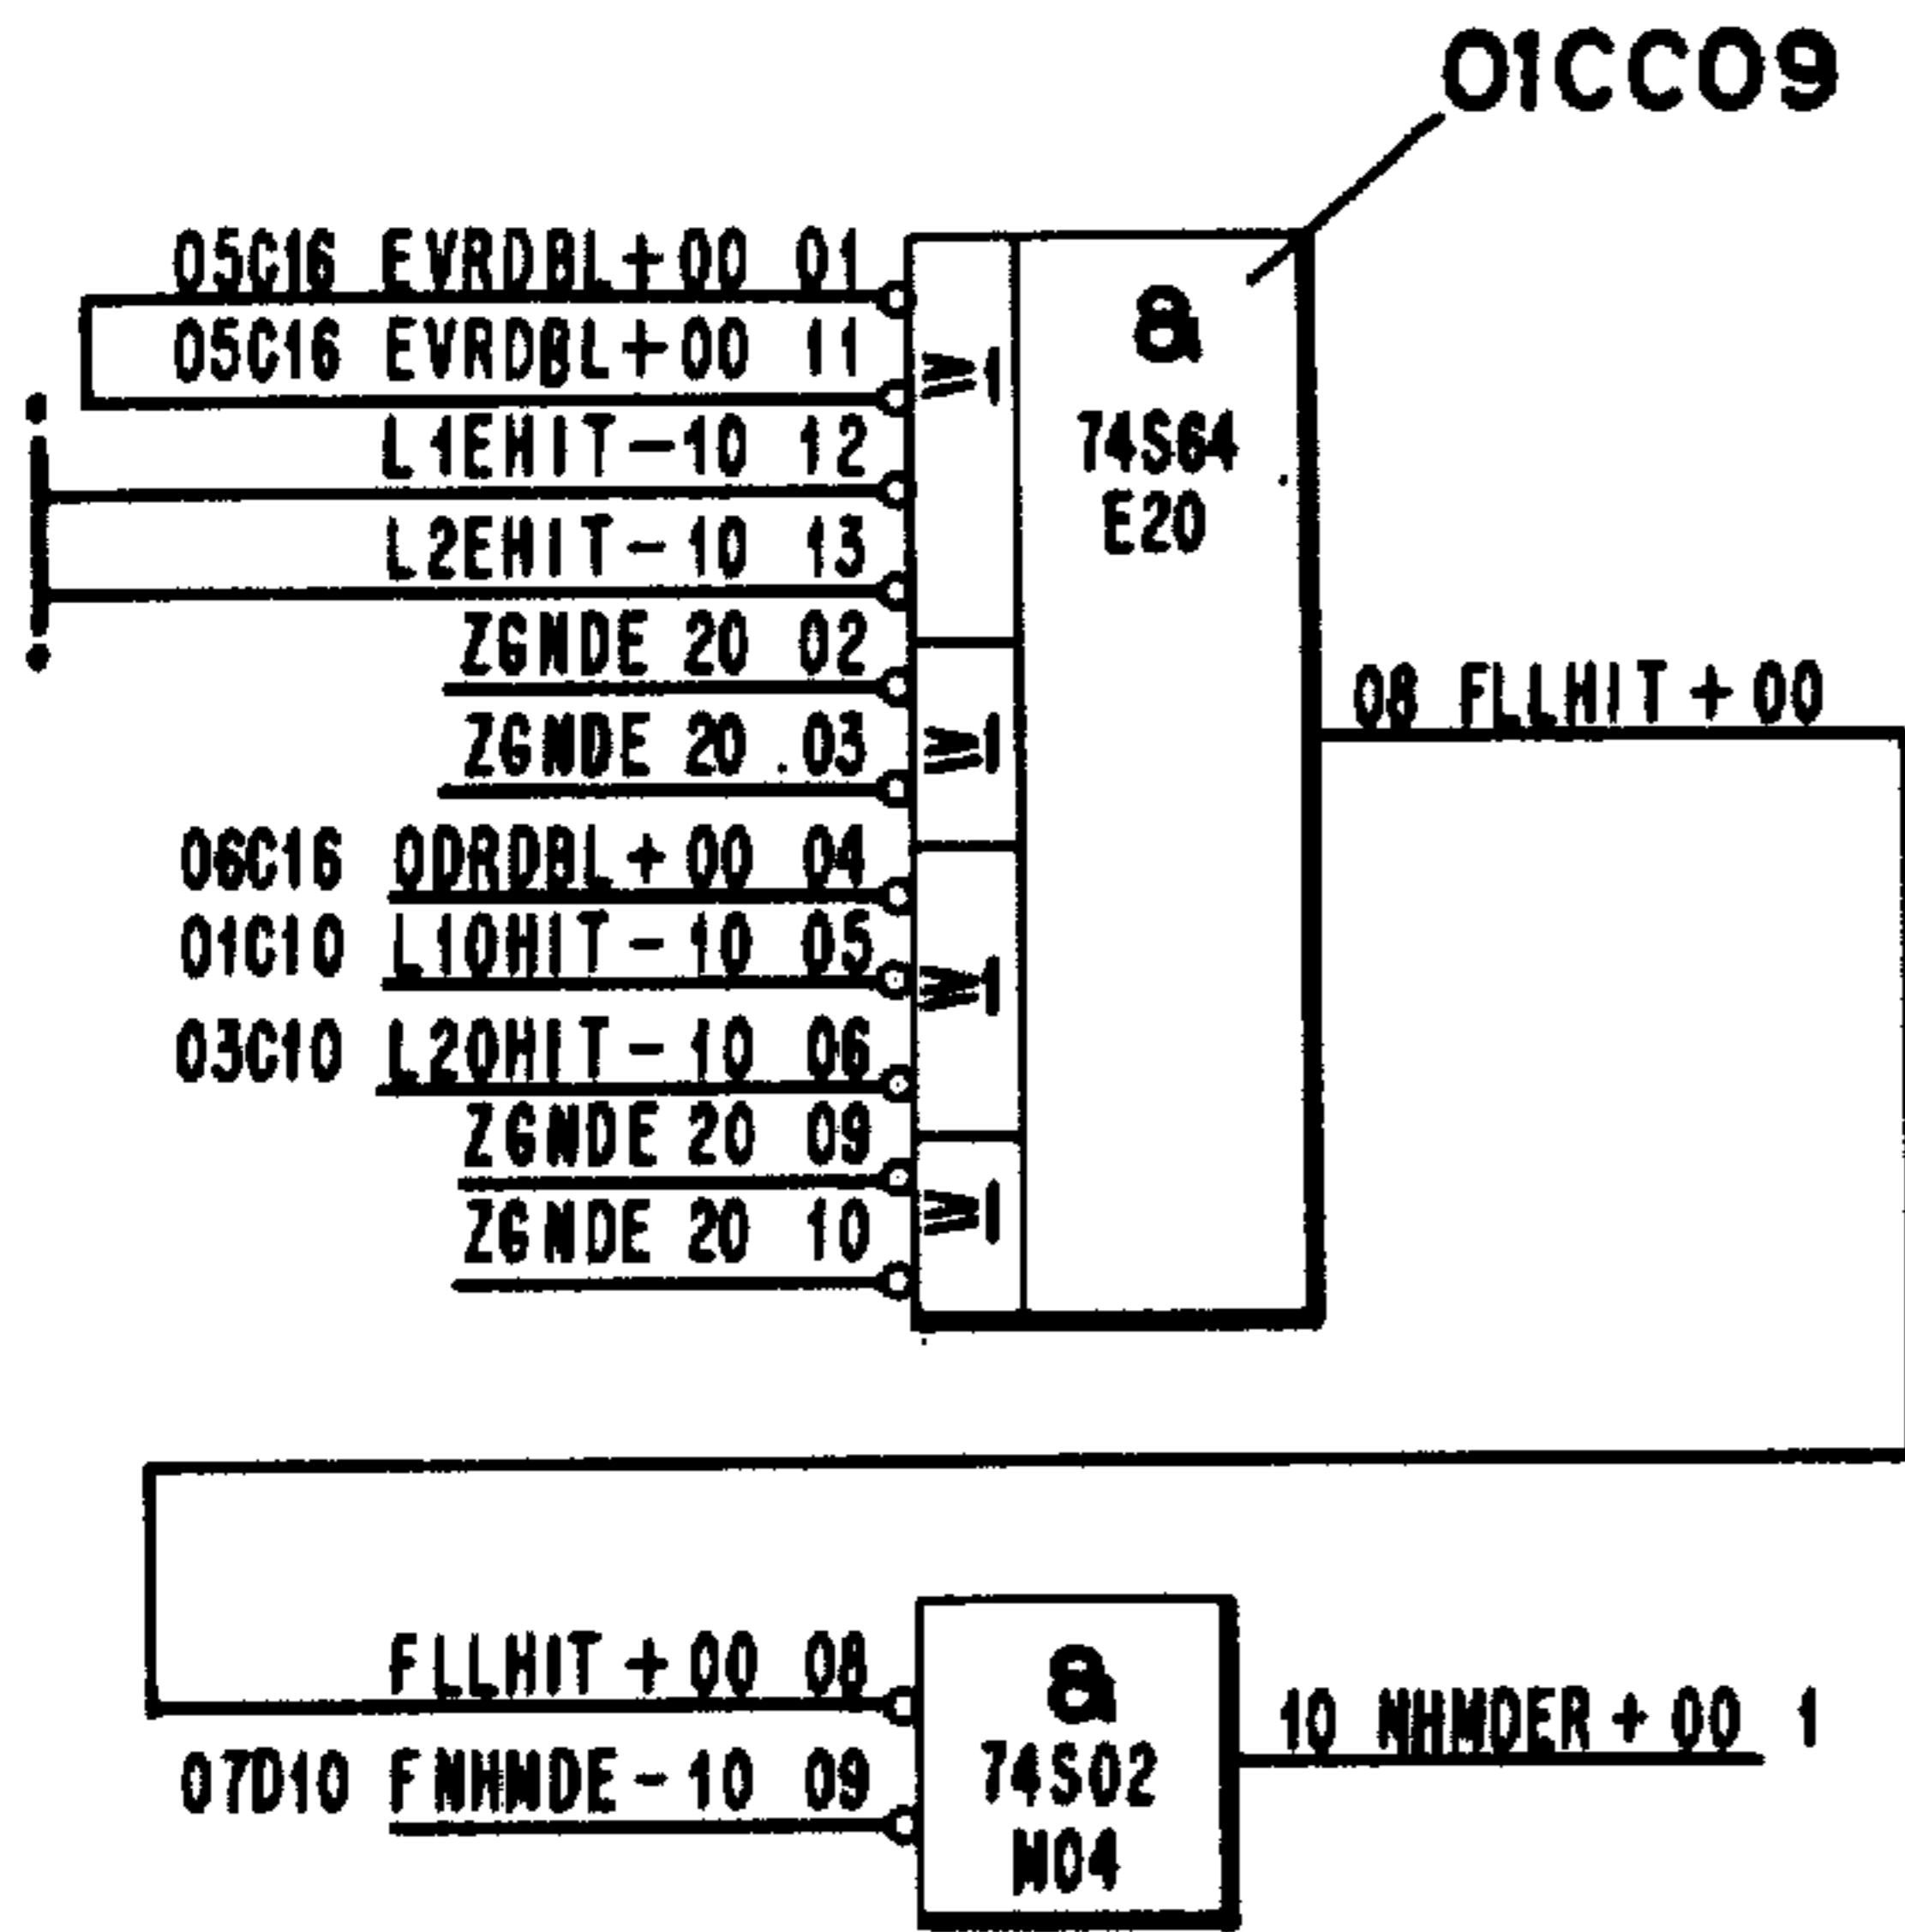 01CC09
05C16 EVRDBL+00 01
05C16 EVRDBL+00 11
L1EHIT-10 12
L2EHIT-10 13
ZGNDE 20 02
ZGNDE 20 03
06C16 ODRDBL+00 04
01C10 L1OHIT-10 05
03C10 L2OHIT-10 06
ZGNDE 20 09
ZGNDE 20 10
≥1
≥1
≥1
≥1
&
74S64
E20
08 FLLHIT+00
FLLHIT+00 08
07D10 FNHMDE-10 09
&
74S02
10 NHMDER+00 1